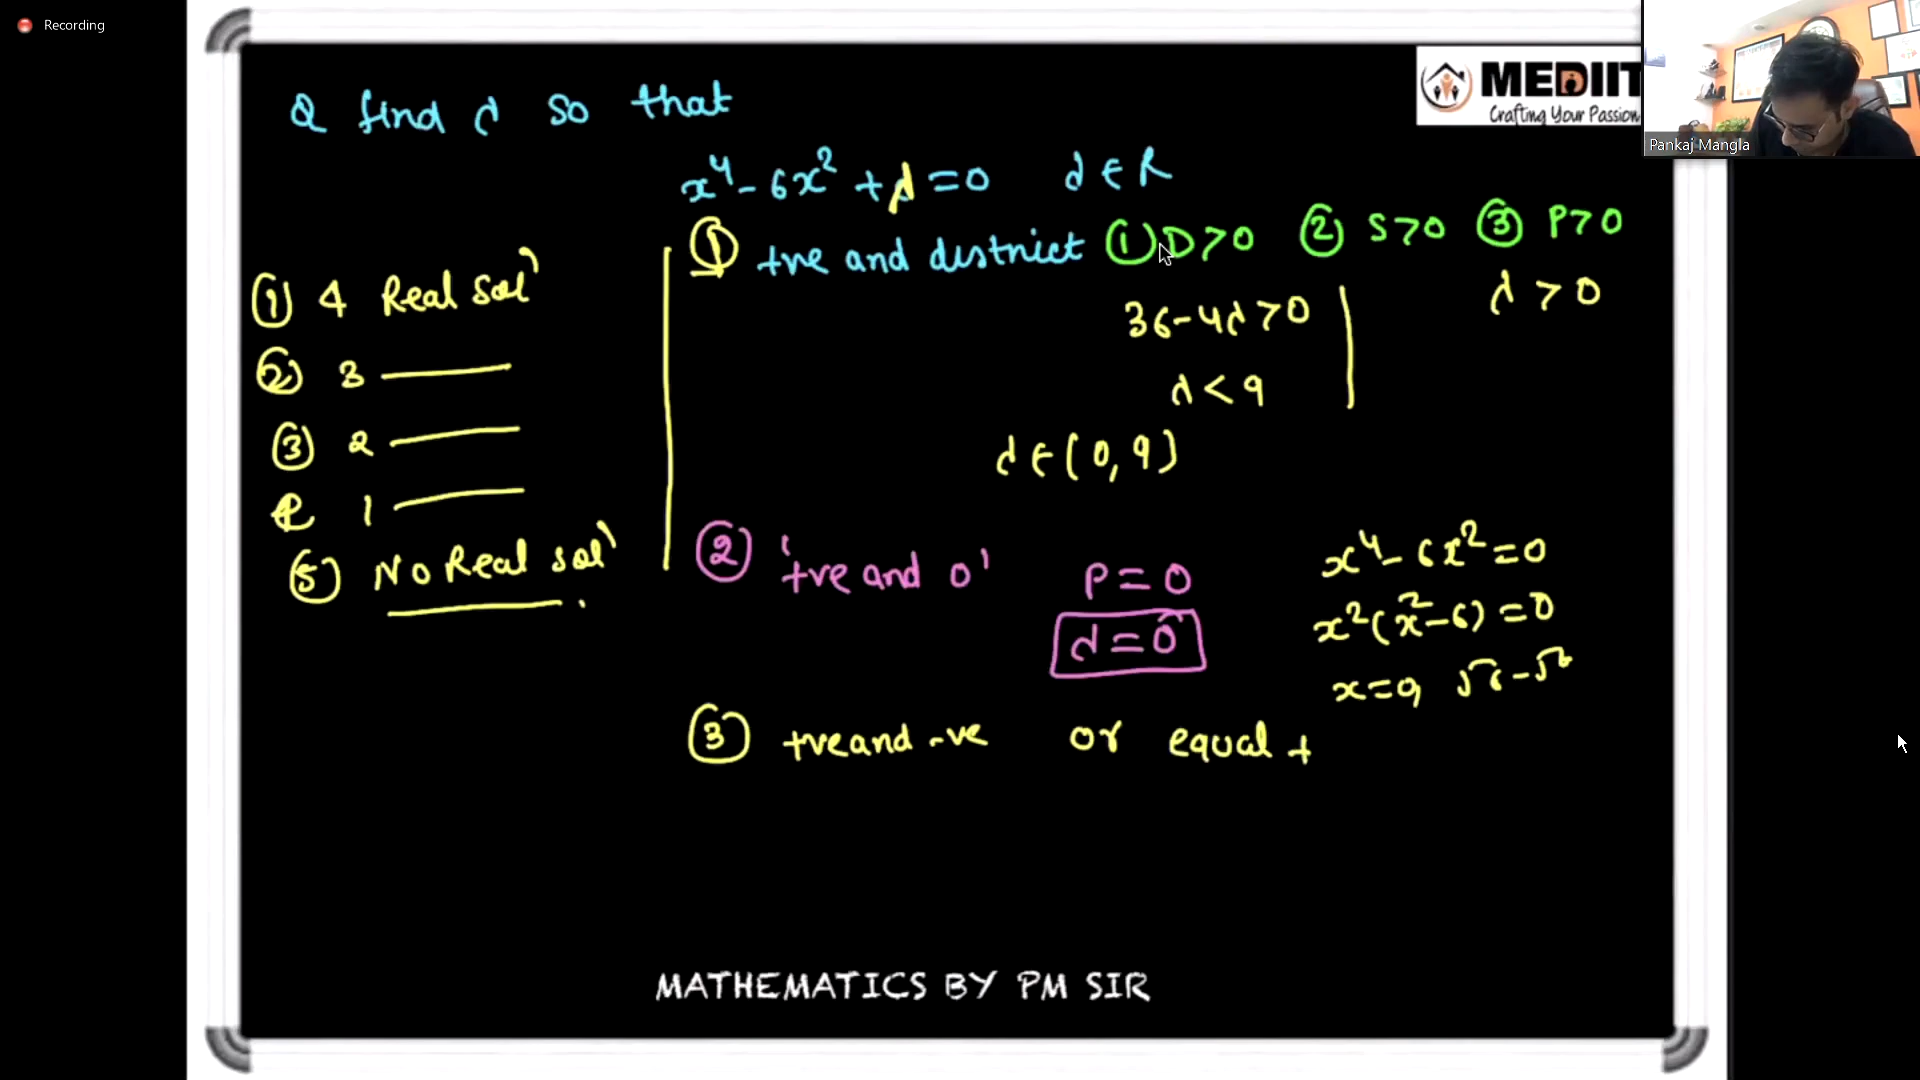 Recording
MEDIIT
Crafting Your Passion
Pankaj Mangla
Q find λ so that
x⁴ - 6x² + λ = 0 λ ∈ R
① 4 Real solⁿ
② 3 ——
③ 2 ——
④ 1 ——
⑤ No Real solⁿ
① +ve and district ① D > 0 ② S > 0 ③ P > 0
36 - 4λ > 0 λ > 0
λ < 9
λ ∈ (0, 9)
② '+ve and 0' P = 0
λ = 0
x⁴ - 6x² = 0
x²(x² - 6) = 0
x = 0, √6 - √6
③ +ve and -ve or equal +
MATHEMATICS BY PM SIR